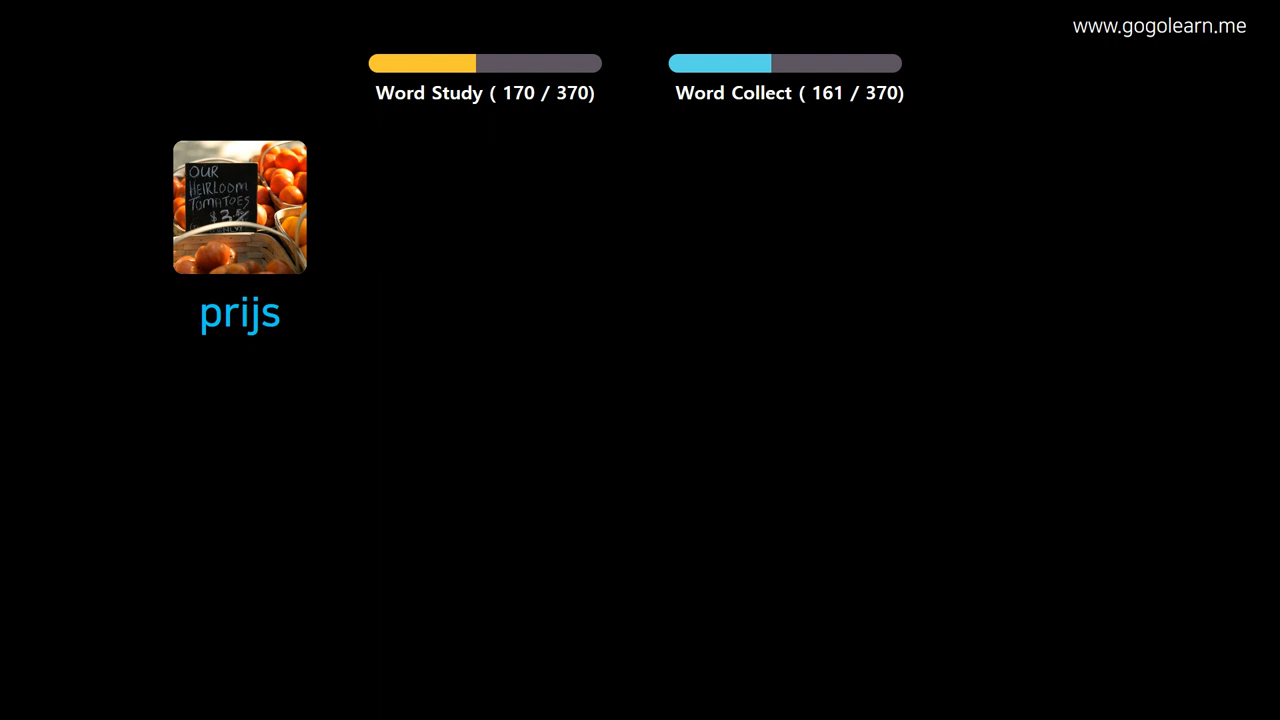 www.gogolearn.me
Word Study ( 170 / 370)
Word Collect ( 161 / 370)
OUR
HEIRLOOM
TOMATOES
prijs